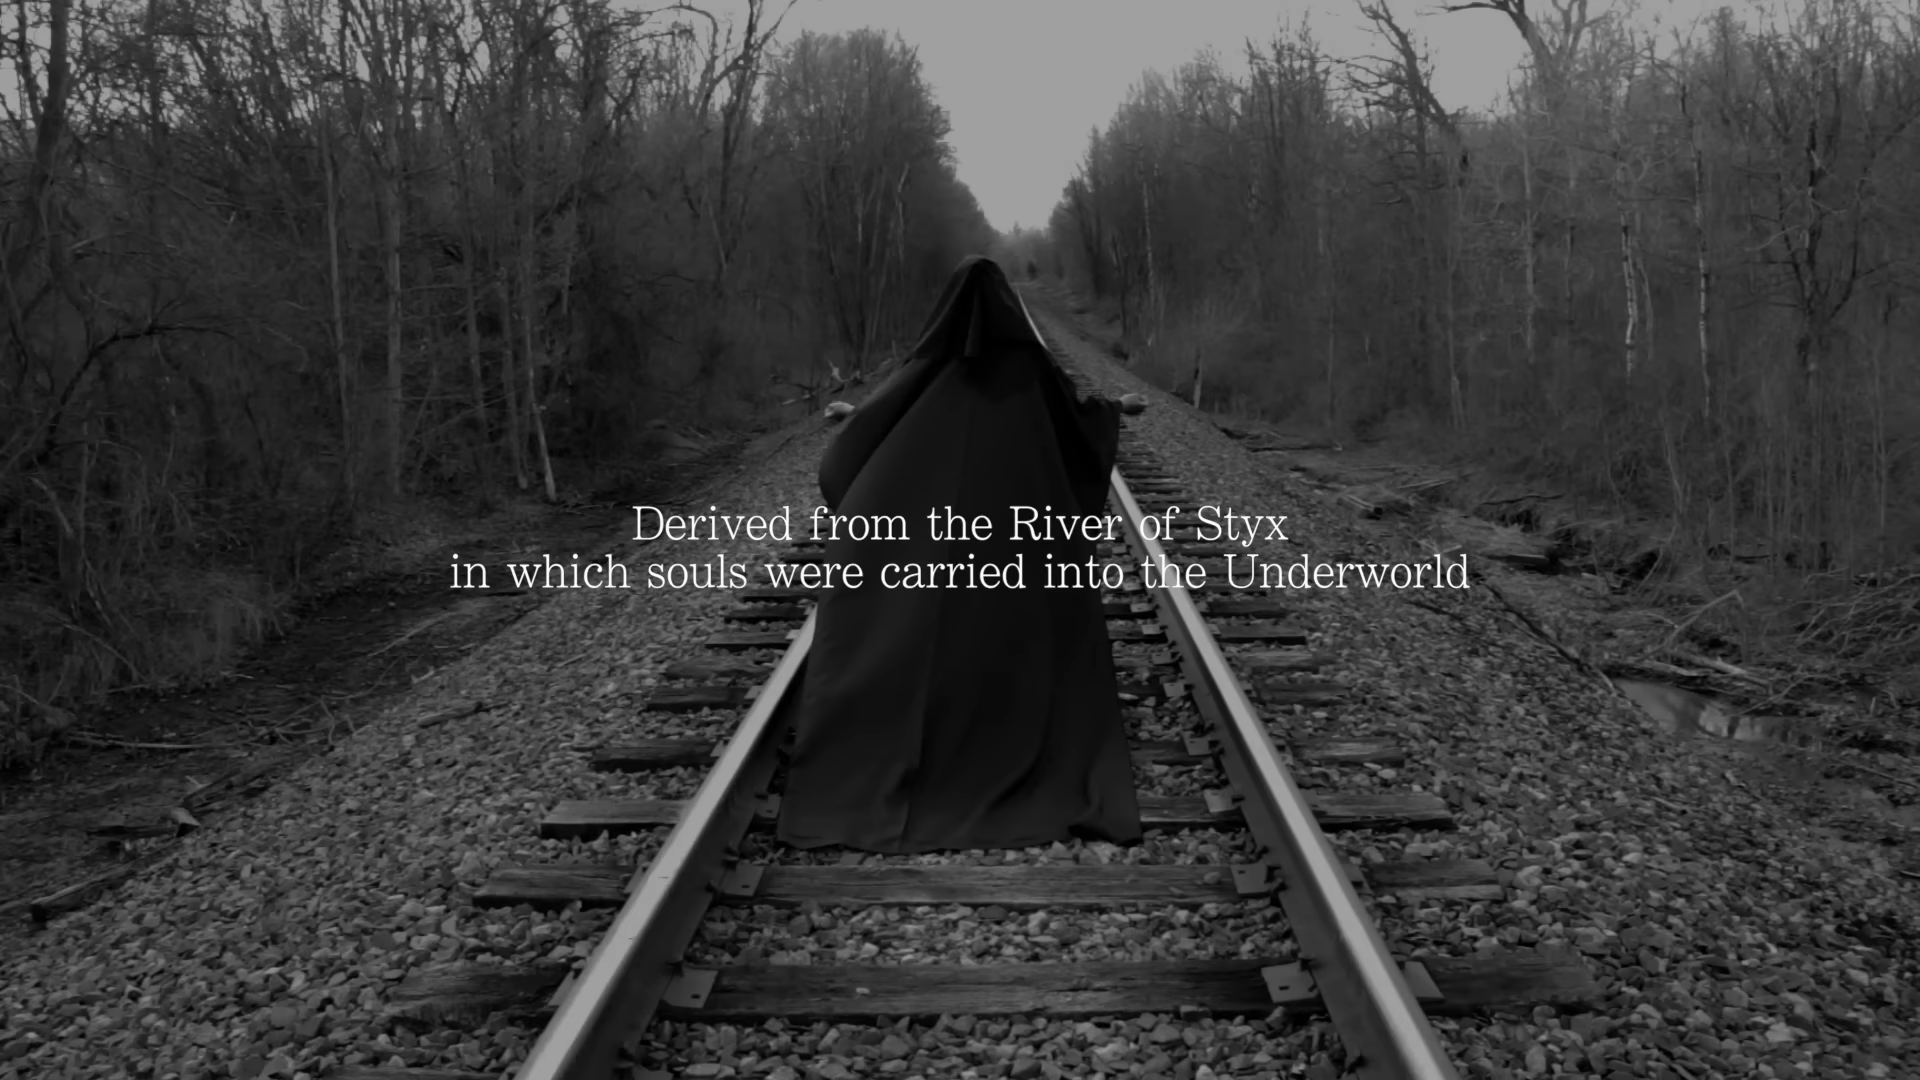 Derived from the River of Styx
in which souls were carried into the Underworld